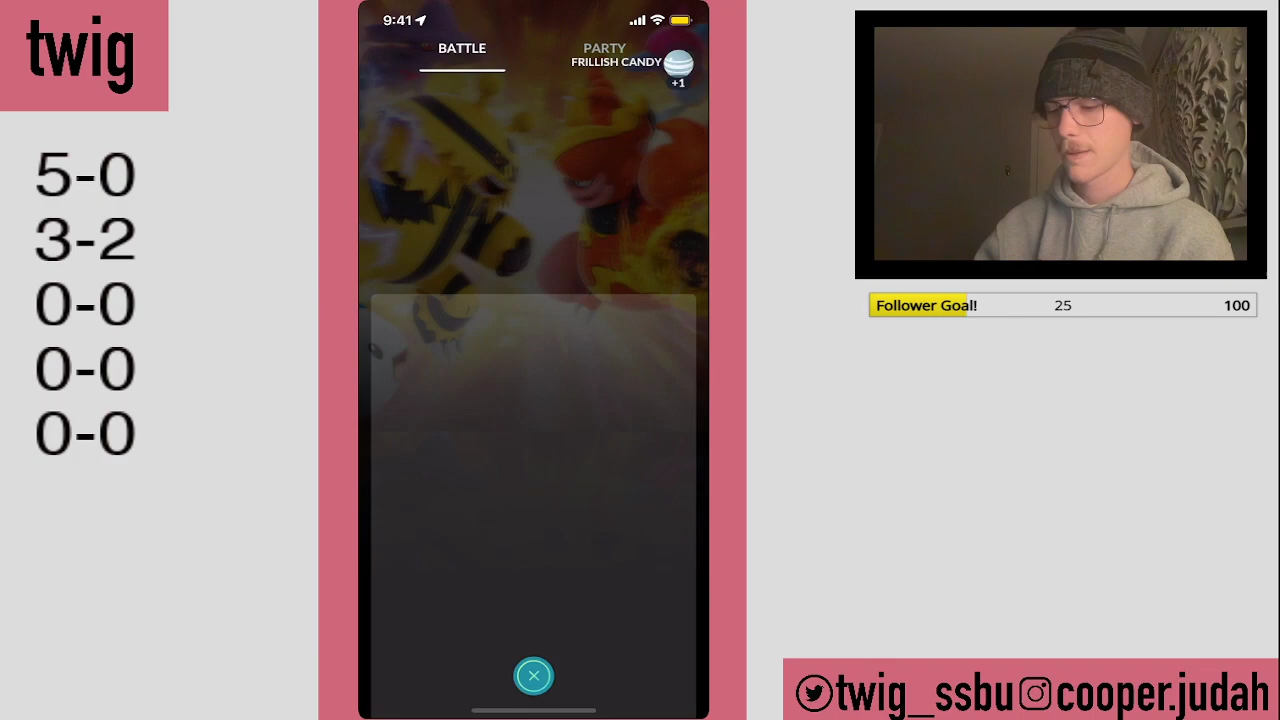 twig
5-0
3-2
0-0
0-0
0-0
9:41
BATTLE
PARTY
FRILLISH CANDY
+1
Follower Goal! 25 100
twig_ssbu cooper.judah